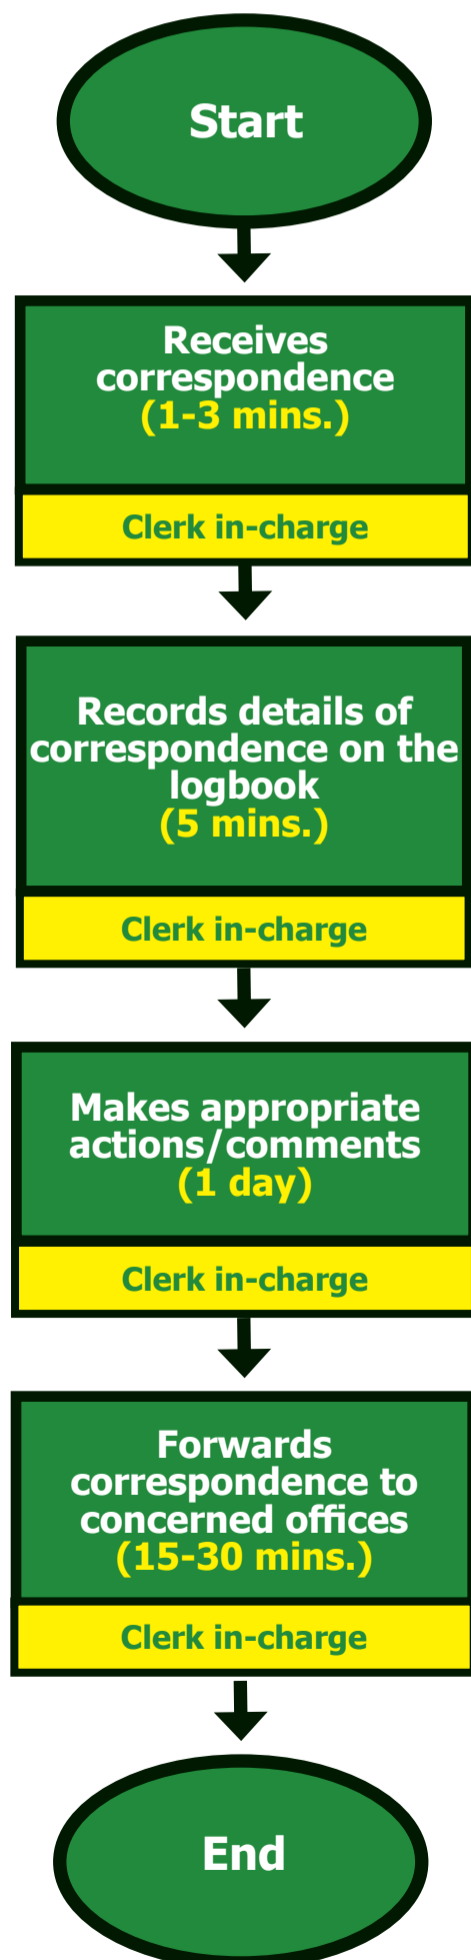 Start
Receives
correspondence
(1-3 mins.)
Clerk in-charge
Records details of
correspondence on the
logbook
(5 mins.)
Clerk in-charge
Makes appropriate
actions/comments
(1 day)
Clerk in-charge
Forwards
correspondence to
concerned offices
(15-30 mins.)
Clerk in-charge
End